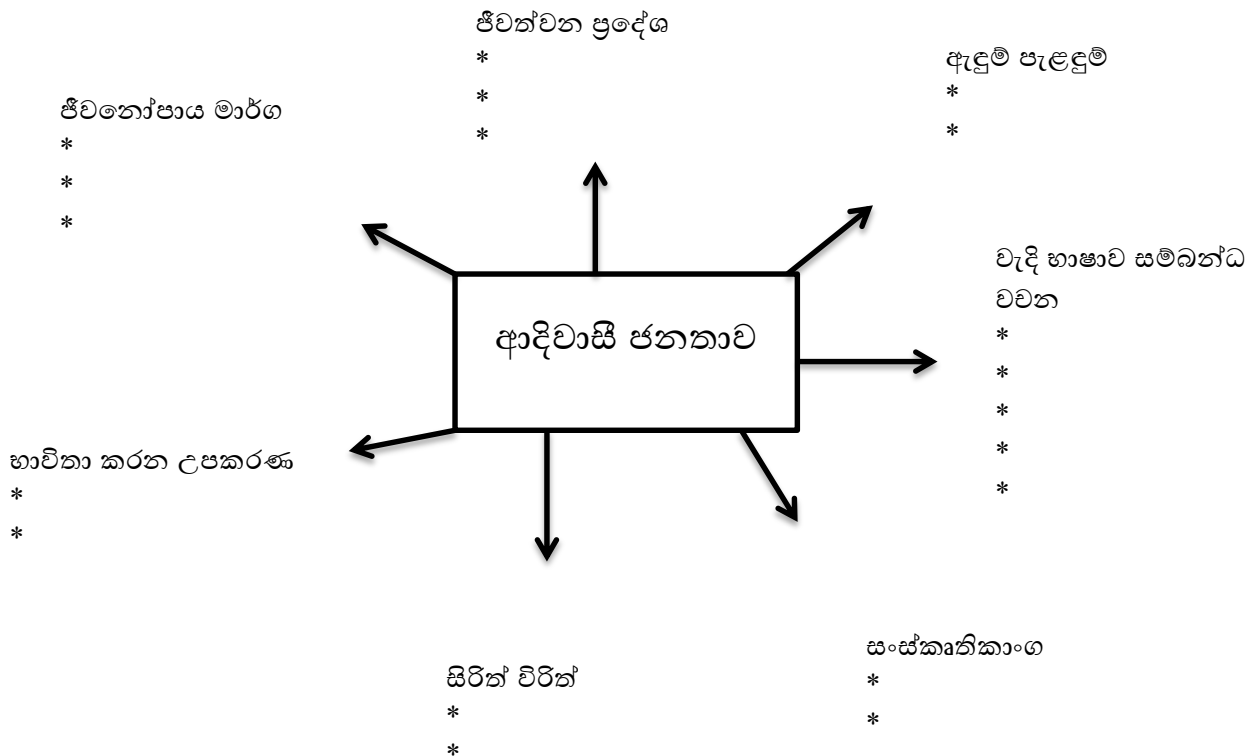 ජීවත්වන ප්‍රදේශ
*
*
*
ඇඳුම් පැළඳුම්
*
*
ජීවනෝපාය මාර්ග
*
*
*
වැදි භාෂාව සම්බන්ධ
වචන
*
*
*
*
*
ආදිවාසී ජනතාව
භාවිතා කරන උපකරණ
*
*
සිරිත් විරිත්
*
*
සංස්කෘතිකාංග
*
*